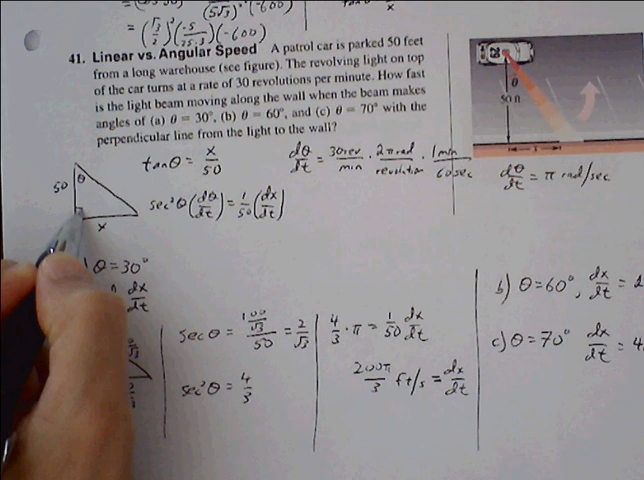 = (√3/2)² (-5/25·3)(-600)
41. Linear vs. Angular Speed A patrol car is parked 50 feet
from a long warehouse (see figure). The revolving light on top
of the car turns at a rate of 30 revolutions per minute. How fast
is the light beam moving along the wall when the beam makes
angles of (a) θ = 30°, (b) θ = 60°, and (c) θ = 70° with the
perpendicular line from the light to the wall?
θ
50 ft
x
50
θ
x
tanθ = x/50
dθ/dt = 30rev/min · 2πrad/revolution · 1min/60sec
dθ/dt = π rad/sec
sec²θ(dθ/dt) = 1/50(dx/dt)
) θ=30°
dx/dt
secθ = (100/√3)/50 = 2/√3
sec²θ = 4/3
4/3 · π = 1/50 dx/dt
200π/3 ft/s = dx/dt
b) θ=60°, dx/dt =
c) θ=70° dx/dt = 4